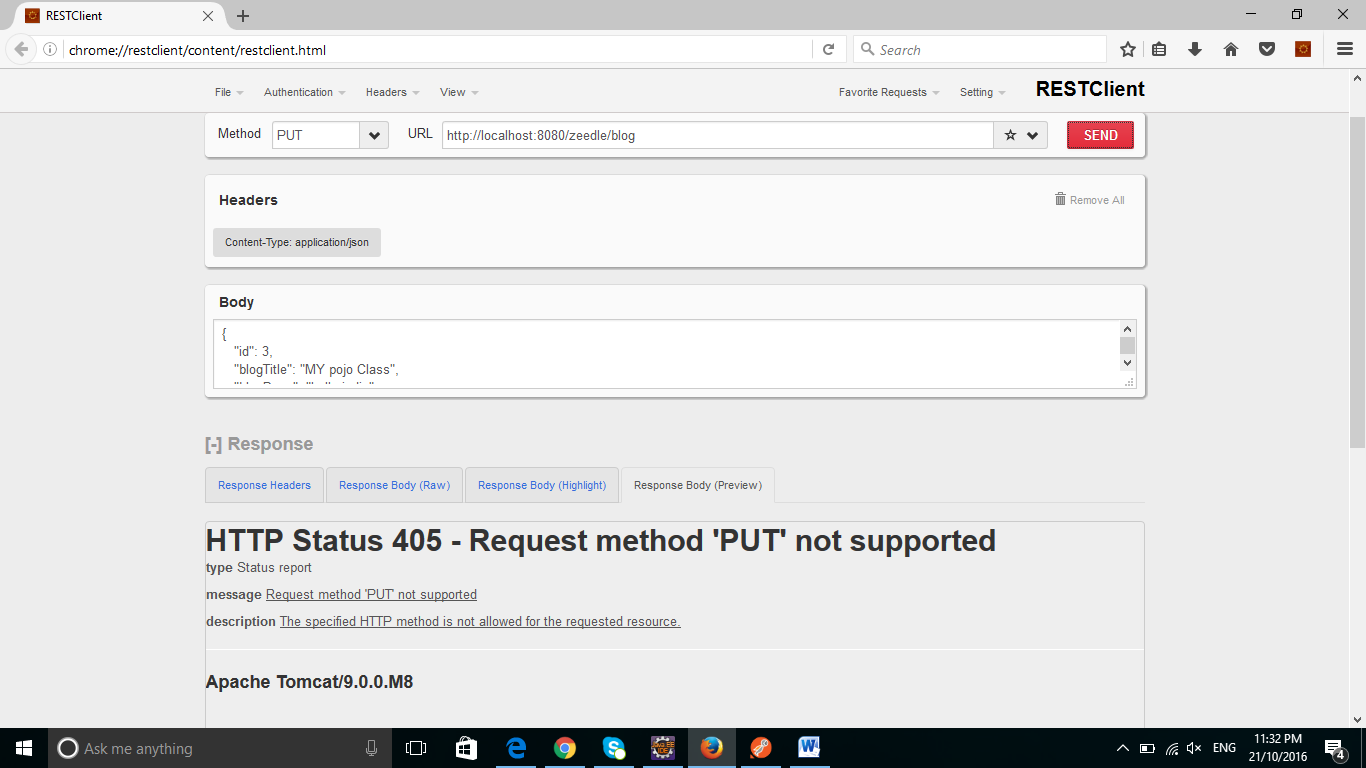 RESTClient
chrome://restclient/content/restclient.html
Search
File Authentication Headers View Favorite Requests Setting RESTClient
Method PUT URL http://localhost:8080/zeedle/blog SEND
Headers Remove All
Content-Type: application/json
Body
{
"id": 3,
"blogTitle": "MY pojo Class",
[-] Response
Response Headers Response Body (Raw) Response Body (Highlight) Response Body (Preview)
HTTP Status 405 - Request method 'PUT' not supported
type Status report
message Request method 'PUT' not supported
description The specified HTTP method is not allowed for the requested resource.
Apache Tomcat/9.0.0.M8
Ask me anything
ENG
11:32 PM
21/10/2016
4